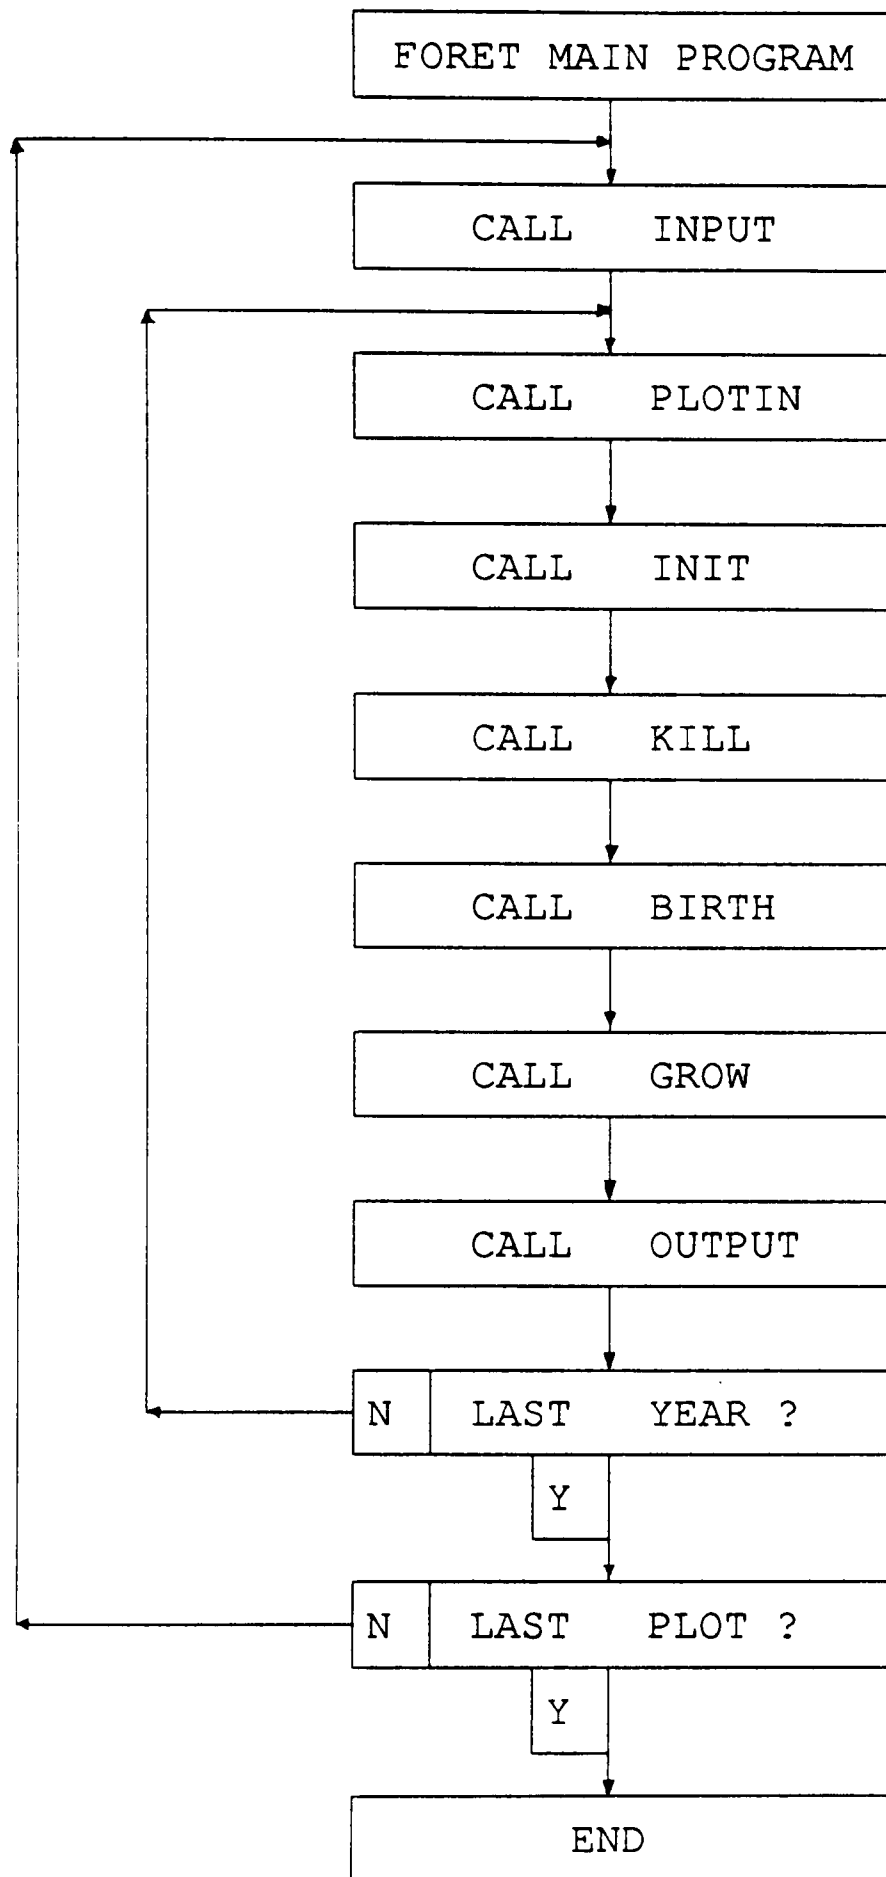 FORET MAIN PROGRAM
CALL INPUT
CALL PLOTIN
CALL INIT
CALL KILL
CALL BIRTH
CALL GROW
CALL OUTPUT
N LAST YEAR ?
Y
N LAST PLOT ?
Y
END